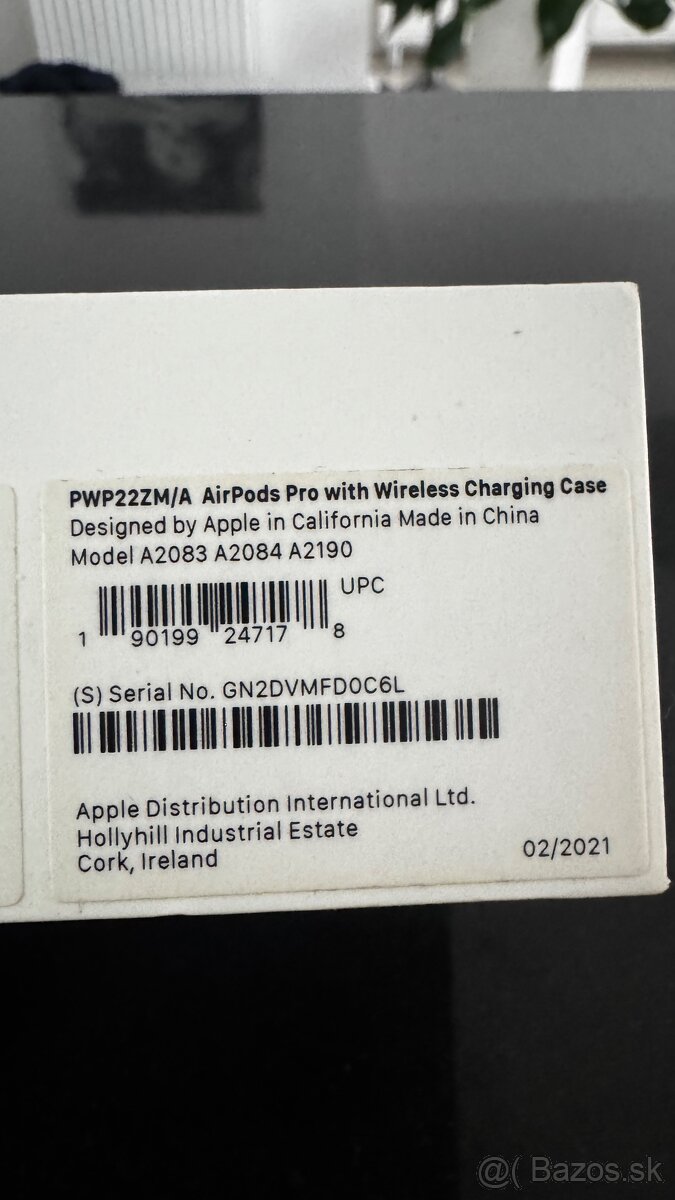 PWP22ZM/A AirPods Pro with Wireless Charging Case
Designed by Apple in California Made in China
Model A2083 A2084 A2190
UPC
1 90199 24717 8
(S) Serial No. GN2DVMFD0C6L
Apple Distribution International Ltd.
Hollyhill Industrial Estate
Cork, Ireland
02/2021
@( Bazos.sk